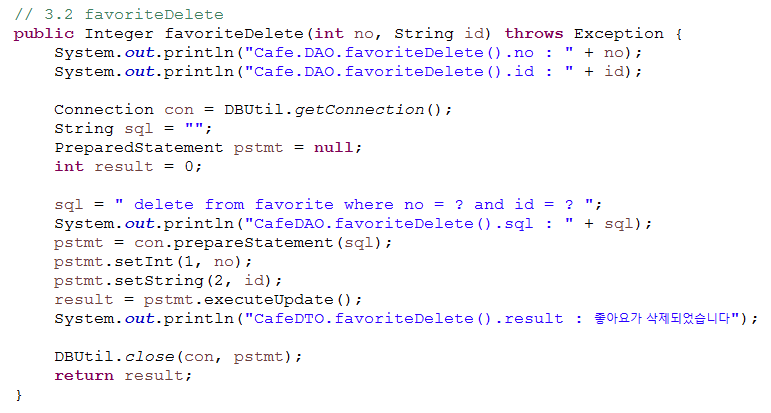 // 3.2 favoriteDelete
public Integer favoriteDelete(int no, String id) throws Exception {
    System.out.println("Cafe.DAO.favoriteDelete().no : " + no);
    System.out.println("Cafe.DAO.favoriteDelete().id : " + id);

    Connection con = DBUtil.getConnection();
    String sql = "";
    PreparedStatement pstmt = null;
    int result = 0;

    sql = " delete from favorite where no = ? and id = ? ";
    System.out.println("CafeDAO.favoriteDelete().sql : " + sql);
    pstmt = con.prepareStatement(sql);
    pstmt.setInt(1, no);
    pstmt.setString(2, id);
    result = pstmt.executeUpdate();
    System.out.println("CafeDTO.favoriteDelete().result : 좋아요가 삭제되었습니다");

    DBUtil.close(con, pstmt);
    return result;
}